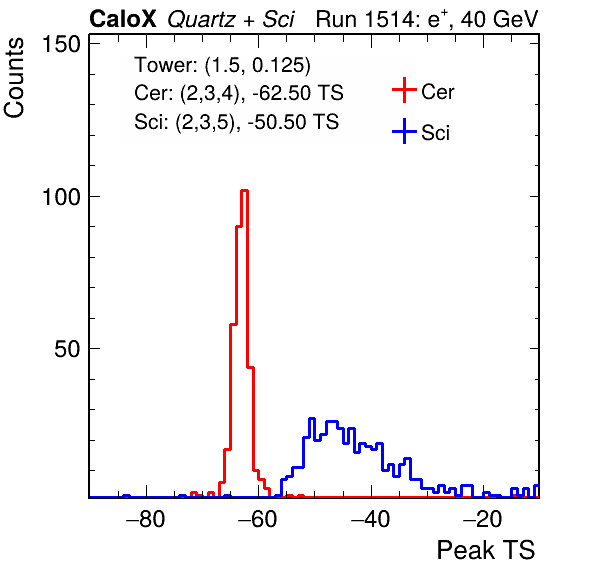 CaloX Quartz + Sci Run 1514: e⁺, 40 GeV
Counts
150
100
50
Tower: (1.5, 0.125)
Cer: (2,3,4), -62.50 TS
Sci: (2,3,5), -50.50 TS
Cer
Sci
−80 −60 −40 −20
Peak TS